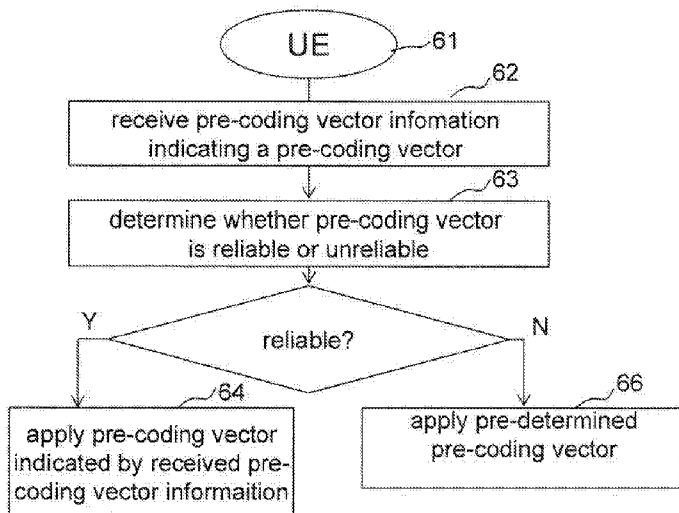 UE
61
62
receive pre-coding vector infomation
indicating a pre-coding vector
63
determine whether pre-coding vector
is reliable or unreliable
Y
reliable?
N
64
66
apply pre-coding vector
indicated by received pre-
coding vector informaition
apply pre-determined
pre-coding vector